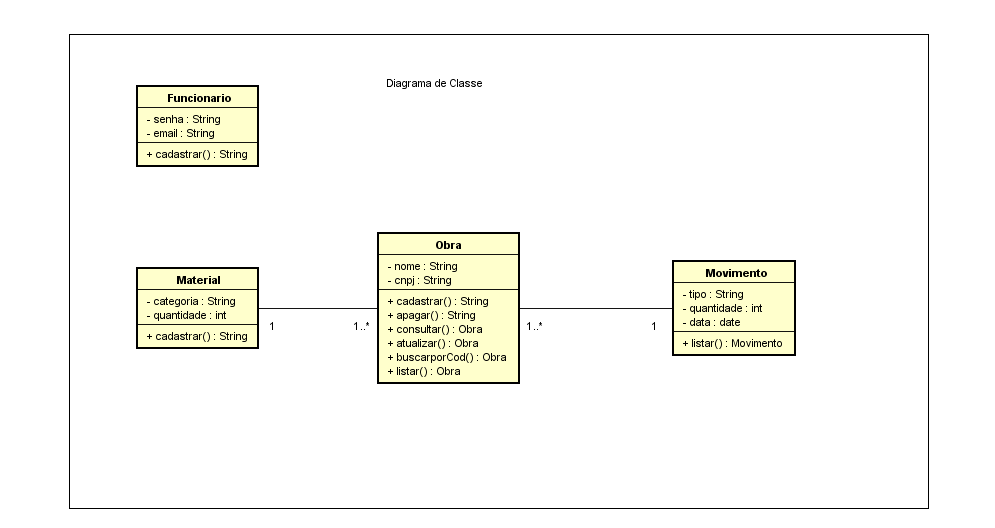 Diagrama de Classe
Funcionario
- senha : String
- email : String
+ cadastrar() : String
Material
- categoria : String
- quantidade : int
+ cadastrar() : String
1
1..*
Obra
- nome : String
- cnpj : String
+ cadastrar() : String
+ apagar() : String
+ consultar() : Obra
+ atualizar() : Obra
+ buscarporCod() : Obra
+ listar() : Obra
1..*
1
Movimento
- tipo : String
- quantidade : int
- data : date
+ listar() : Movimento